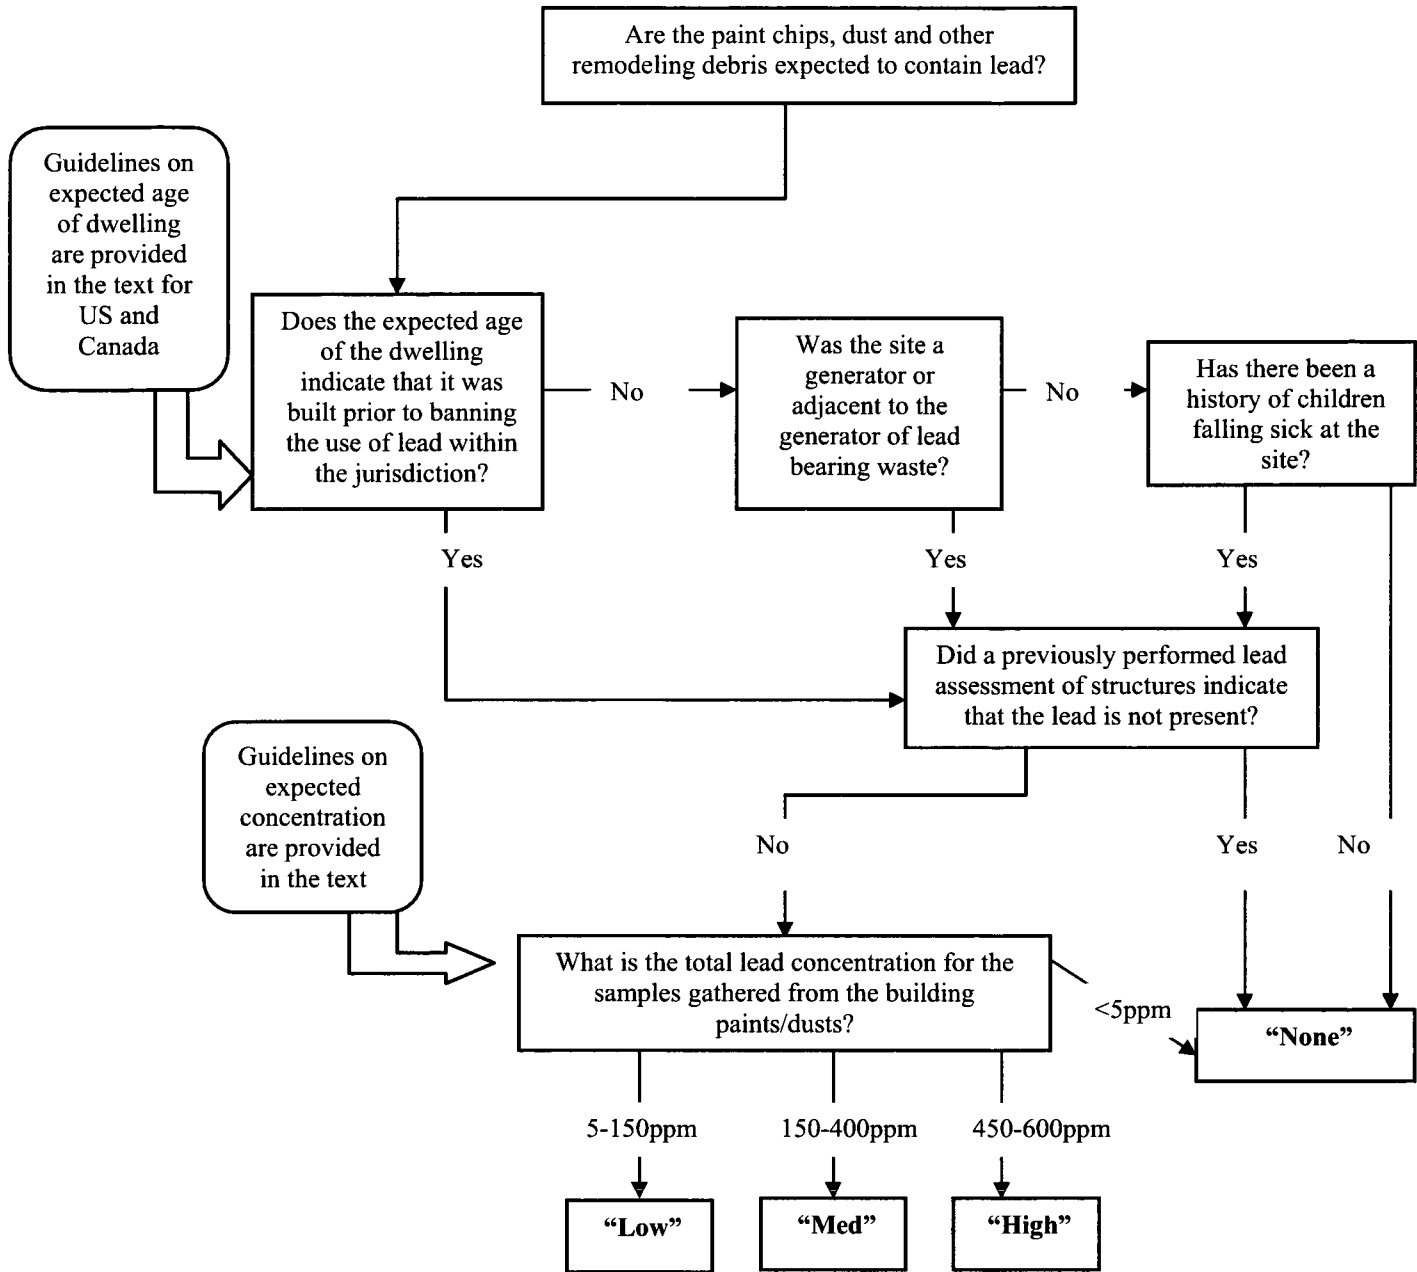 Are the paint chips, dust and other
remodeling debris expected to contain lead?
Guidelines on
expected age
of dwelling
are provided
in the text for
US and
Canada
Does the expected age
of the dwelling
indicate that it was
built prior to banning
the use of lead within
the jurisdiction?
No
Was the site a
generator or
adjacent to the
generator of lead
bearing waste?
No
Has there been a
history of children
falling sick at the
site?
Yes
Yes
Yes
Did a previously performed lead
assessment of structures indicate
that the lead is not present?
Guidelines on
expected
concentration
are provided
in the text
No
Yes
No
What is the total lead concentration for the
samples gathered from the building
paints/dusts?
<5ppm
“None”
5-150ppm
150-400ppm
450-600ppm
“Low”
“Med”
“High”